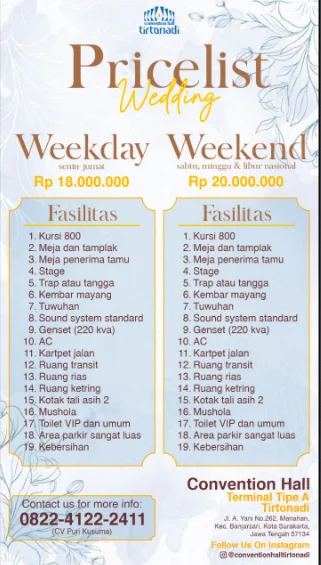 tirtonadi
Pricelist
Wedding
Weekday
senin-jumat
Rp 18.000.000
Fasilitas
1. Kursi 800
2. Meja dan tamplak
3. Meja penerima tamu
4. Stage
5. Trap atau tangga
6. Kembar mayang
7. Tuwuhan
8. Sound system standard
9. Genset (220 kva)
10. AC
11. Kartpet jalan
12. Ruang transit
13. Ruang rias
14. Ruang ketring
15. Kotak tali asih 2
16. Mushola
17. Toilet VIP dan umum
18. Area parkir sangat luas
19. Kebersihan
Weekend
sabtu, minggu & libur nasional
Rp 20.000.000
Fasilitas
1. Kursi 800
2. Meja dan tamplak
3. Meja penerima tamu
4. Stage
5. Trap atau tangga
6. Kembar mayang
7. Tuwuhan
8. Sound system standard
9. Genset (220 kva)
10. AC
11. Kartpet jalan
12. Ruang transit
13. Ruang rias
14. Ruang ketring
15. Kotak tali asih 2
16. Mushola
17. Toilet VIP dan umum
18. Area parkir sangat luas
19. Kebersihan
Contact us for more info:
0822-4122-2411
(CV Puri Kusuma)
Convention Hall
Terminal Tipe A
Tirtonadi
Jl. A. Yani No.262, Manahan,
Kec. Banjarsari, Kota Surakarta,
Jawa Tengah 57134
Follow Us On Instagram
@conventionhalltirtonadi